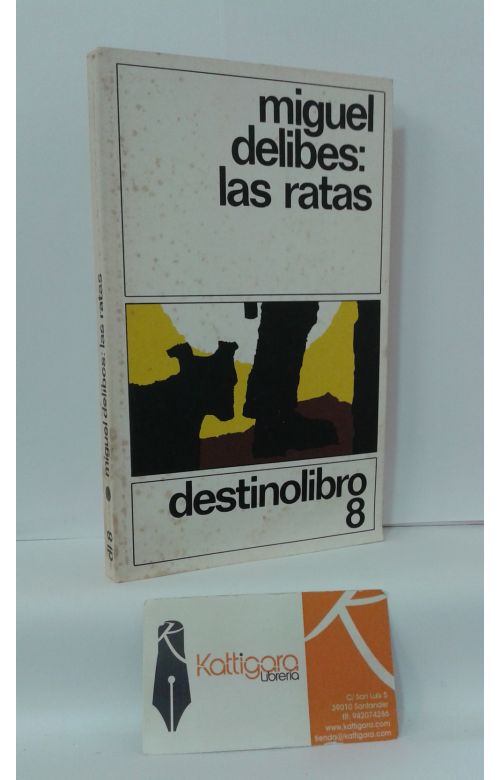 miguel
delibes:
las ratas
destinolibro
8
miguel delibes: las ratas
dl 8
Kattigara
Librería
C/ San Luis 5
39010 Santander
tlf. 942074286
www.kattigara.com
tienda@kattigara.com